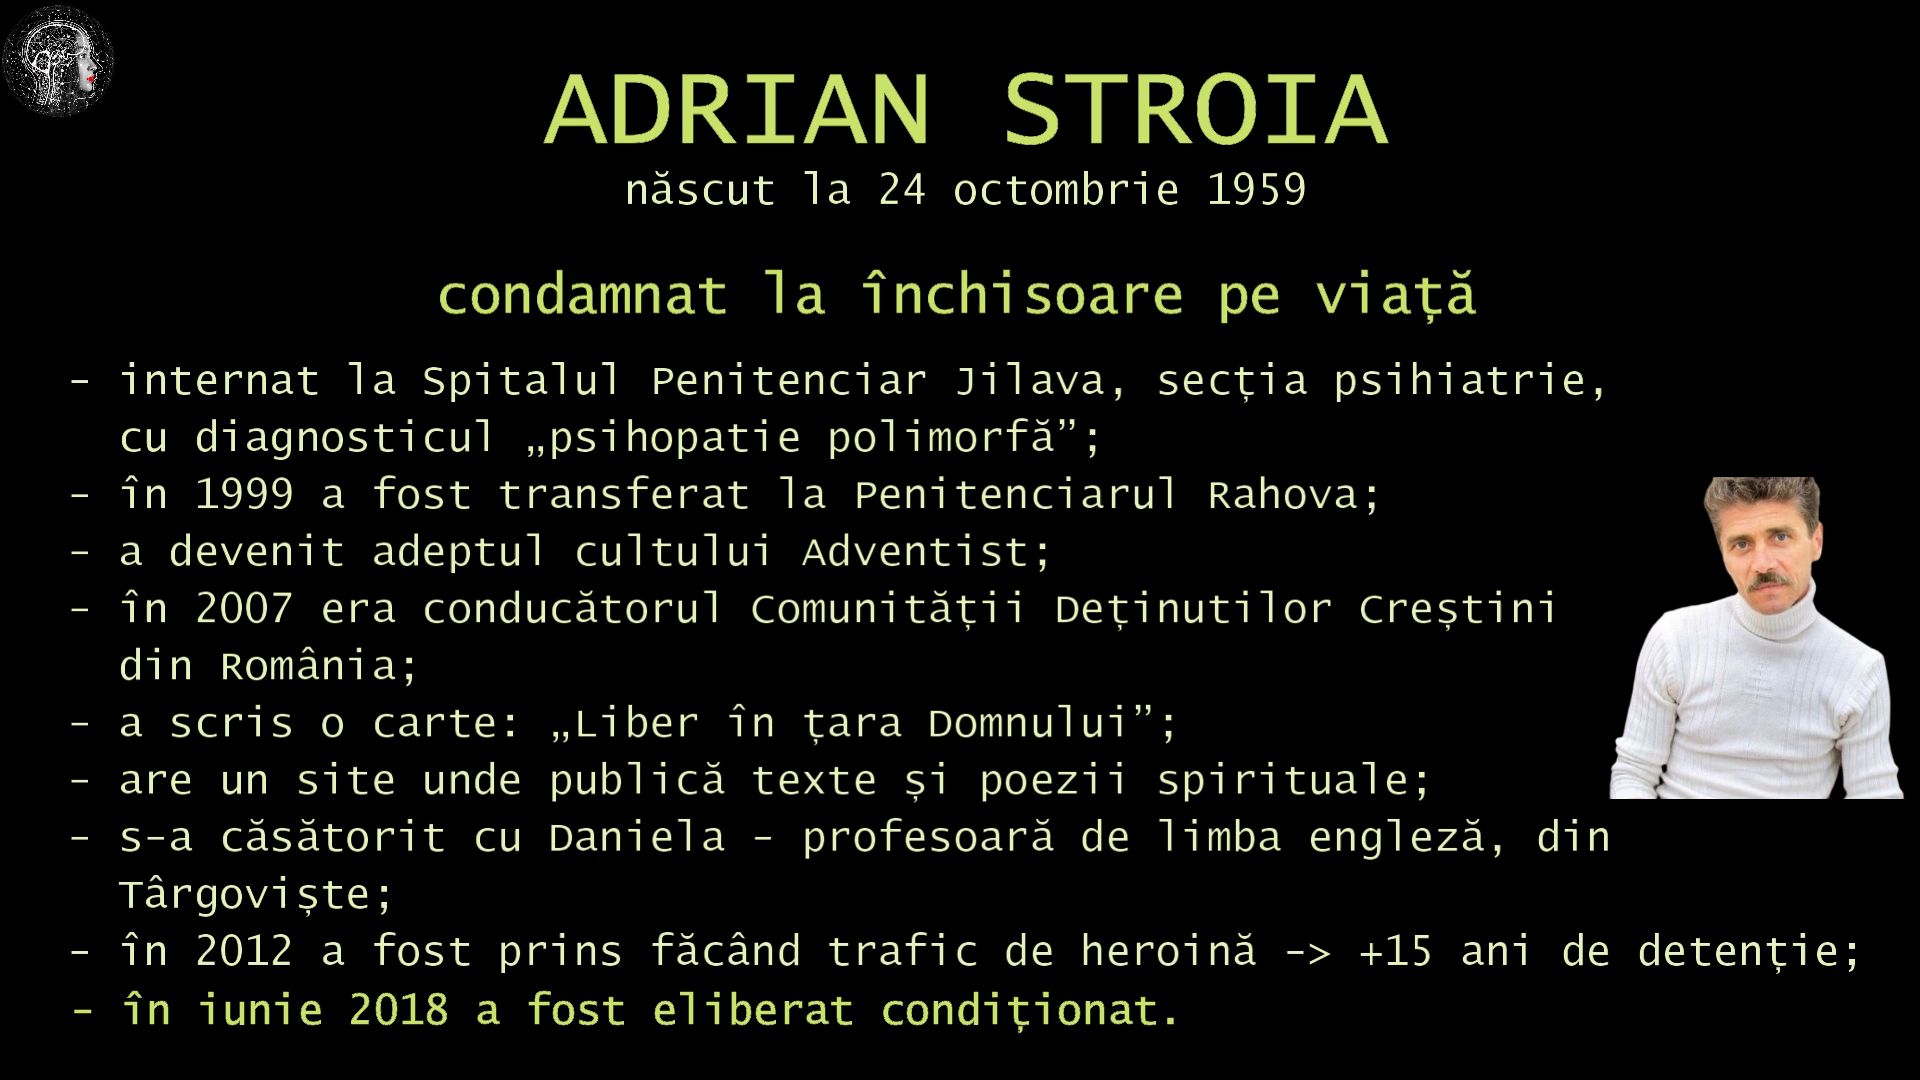 ADRIAN STROIA
născut la 24 octombrie 1959
condamnat la închisoare pe viață
- internat la Spitalul Penitenciar Jilava, secția psihiatrie,
cu diagnosticul „psihopatie polimorfă”;
- în 1999 a fost transferat la Penitenciarul Rahova;
- a devenit adeptul cultului Adventist;
- în 2007 era conducătorul Comunității Deținutilor Creștini
din România;
- a scris o carte: „Liber în țara Domnului”;
- are un site unde publică texte și poezii spirituale;
- s-a căsătorit cu Daniela - profesoară de limba engleză, din
Târgoviște;
- în 2012 a fost prins făcând trafic de heroină -> +15 ani de detenție;
- în iunie 2018 a fost eliberat condiționat.